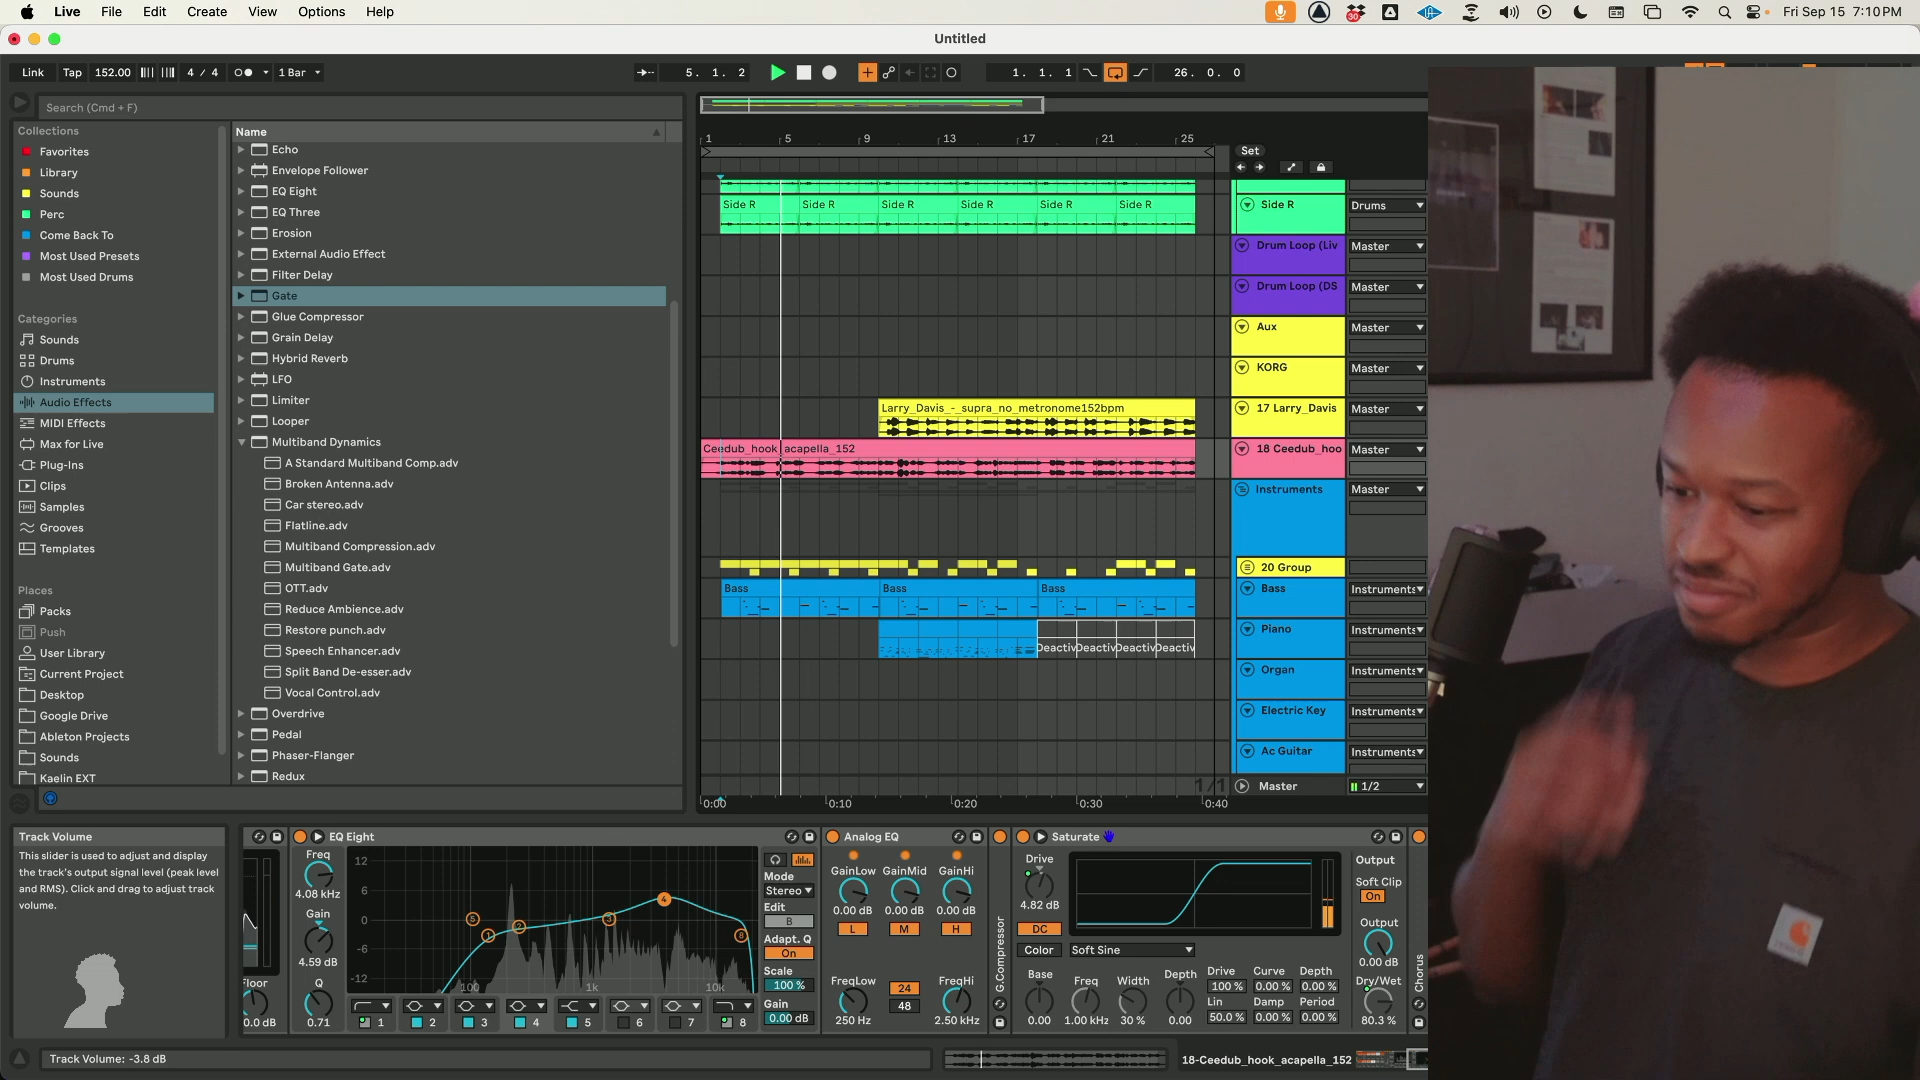 Live File Edit Create View Options Help
30
Fri Sep 15 7:10 PM
Untitled
Link Tap 152.00 4 / 4 1 Bar
5. 1. 2
1. 1. 1
26. 0. 0
Search (Cmd + F)
Collections
Favorites
Library
Sounds
Perc
Come Back To
Most Used Presets
Most Used Drums
Categories
Sounds
Drums
Instruments
Audio Effects
MIDI Effects
Max for Live
Plug-Ins
Clips
Samples
Grooves
Templates
Places
Packs
Push
User Library
Current Project
Desktop
Google Drive
Ableton Projects
Sounds
Kaelin EXT
Name
Echo
Envelope Follower
EQ Eight
EQ Three
Erosion
External Audio Effect
Filter Delay
Gate
Glue Compressor
Grain Delay
Hybrid Reverb
LFO
Limiter
Looper
Multiband Dynamics
A Standard Multiband Comp.adv
Broken Antenna.adv
Car stereo.adv
Flatline.adv
Multiband Compression.adv
Multiband Gate.adv
OTT.adv
Reduce Ambience.adv
Restore punch.adv
Speech Enhancer.adv
Split Band De-esser.adv
Vocal Control.adv
Overdrive
Pedal
Phaser-Flanger
Redux
1 5 9 13 17 21 25
Set
Side R Side R Side R Side R Side R Side R
Side R Drums
Drum Loop (Liv Master
Drum Loop (DS Master
Aux Master
KORG Master
Larry_Davis_-_supra_no_metronome152bpm
17 Larry_Davis Master
Ceedub_hook_acapella_152
18 Ceedub_hoo Master
Instruments Master
20 Group
Bass Bass Bass
Bass Instruments
Deactiv Deactiv Deactiv Deactiv
Piano Instruments
Organ Instruments
Electric Key Instruments
Ac Guitar Instruments
1/1
Master 1/2
0:00 0:10 0:20 0:30 0:40
Track Volume
This slider is used to adjust and display
the track's output signal level (peak level
and RMS). Click and drag to adjust track
volume.
Floor
0.0 dB
EQ Eight
Freq
4.08 kHz
Gain
4.59 dB
Q
0.71
12
6
0
-6
-12
100 1k 10k
5 1 2 3 4 8
1 2 3 4 5 6 7 8
Mode
Stereo
Edit
B
Adapt. Q
On
Scale
100 %
Gain
0.00 dB
Analog EQ
GainLow GainMid GainHi
0.00 dB 0.00 dB 0.00 dB
L M H
FreqLow 24 FreqHi
48
250 Hz 2.50 kHz
G.Compressor
Saturate
Drive
4.82 dB
DC
Color Soft Sine
Base Freq Width Depth
0.00 1.00 kHz 30 % 0.00
Drive Curve Depth
100 % 0.00 % 0.00 %
Lin Damp Period
50.0 % 0.00 % 0.00 %
Output
Soft Clip
On
Output
0.00 dB
Dry/Wet
80.3 %
Chorus
Track Volume: -3.8 dB
18-Ceedub_hook_acapella_152